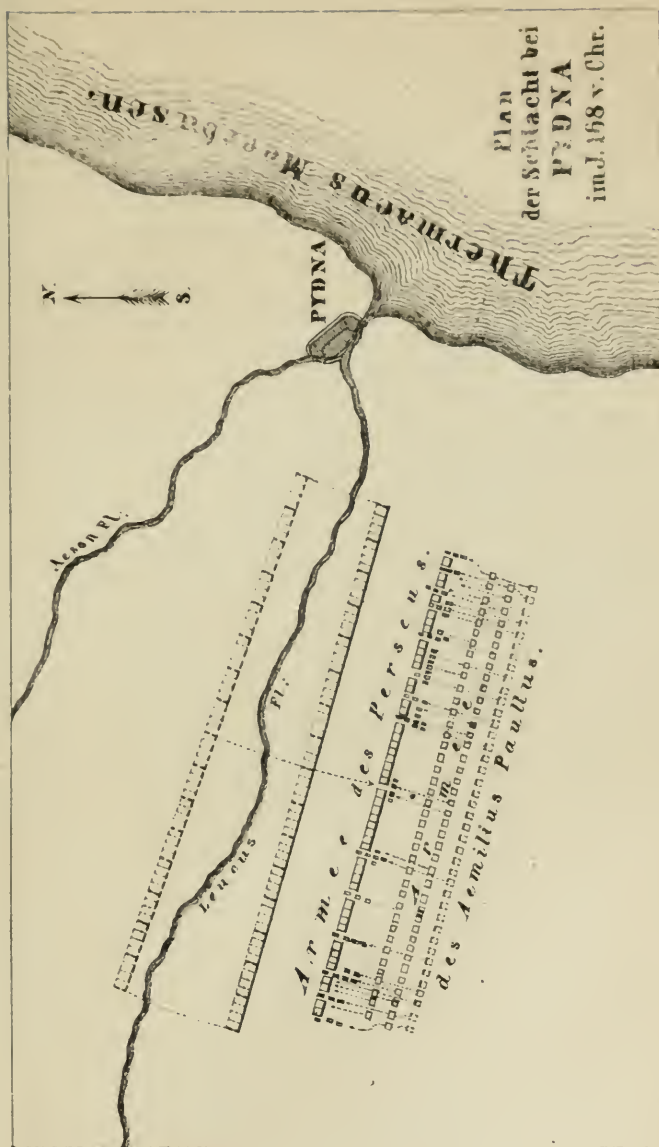 Plan
der Schlacht bei
PYDNA
im J. 168 v. Chr.
Thermaeus Meerbusen.
N.
S.
PYDNA
Aeson Fl.
Leucus Fl.
Armee des Perseus.
Armee
des Aemilius Paullus.